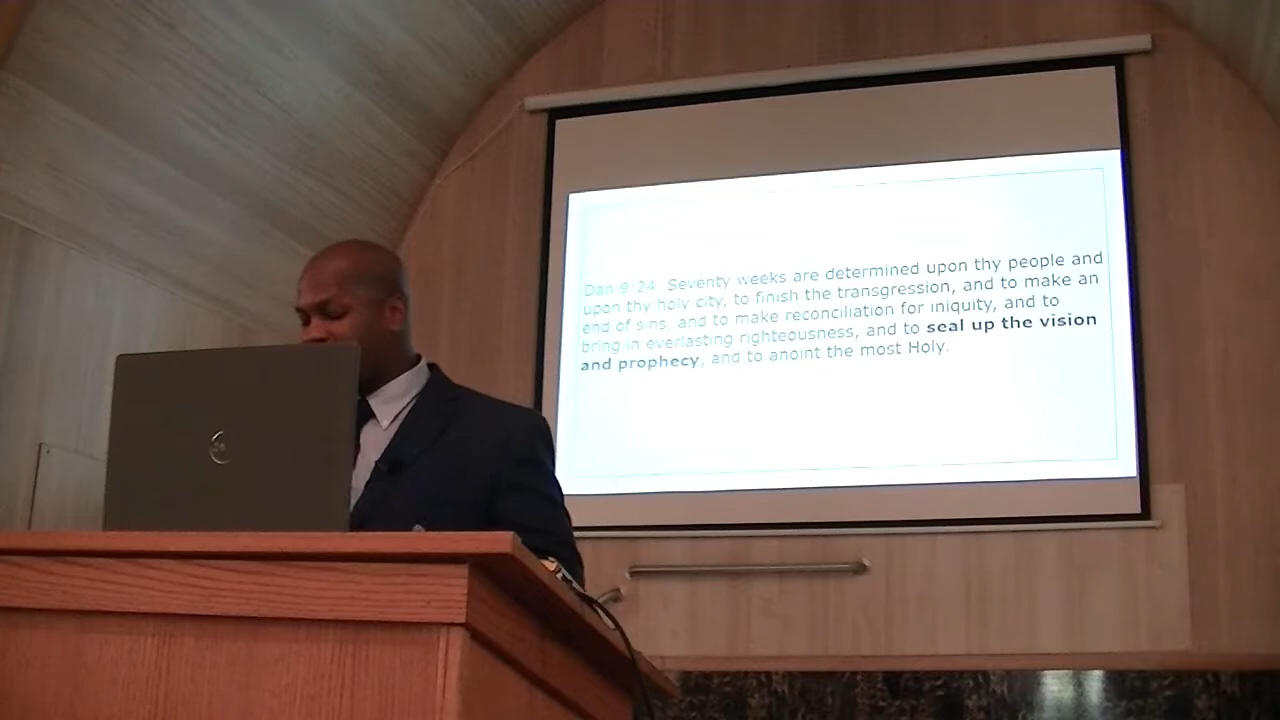 Dan 9:24 Seventy weeks are determined upon thy people and
upon thy holy city, to finish the transgression, and to make an
end of sins, and to make reconciliation for iniquity, and to
bring in everlasting righteousness, and to seal up the vision
and prophecy, and to anoint the most Holy.